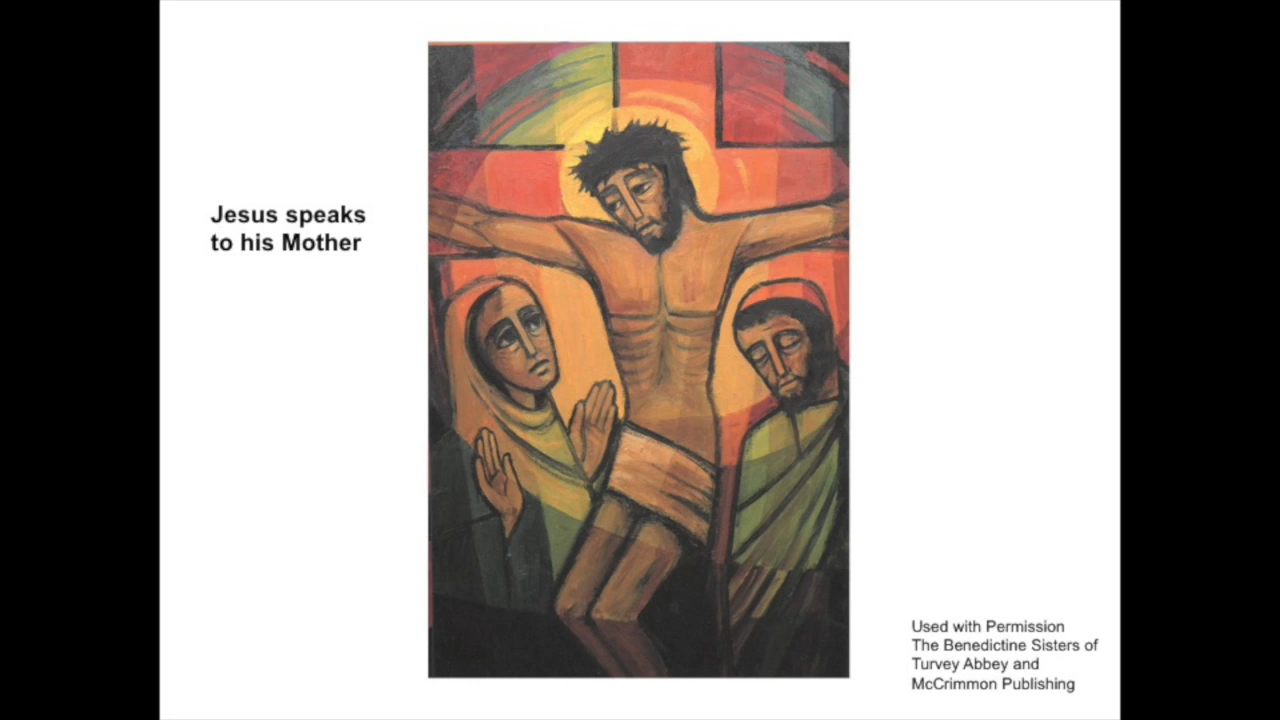 Jesus speaks
to his Mother
Used with Permission
The Benedictine Sisters of
Turvey Abbey and
McCrimmon Publishing